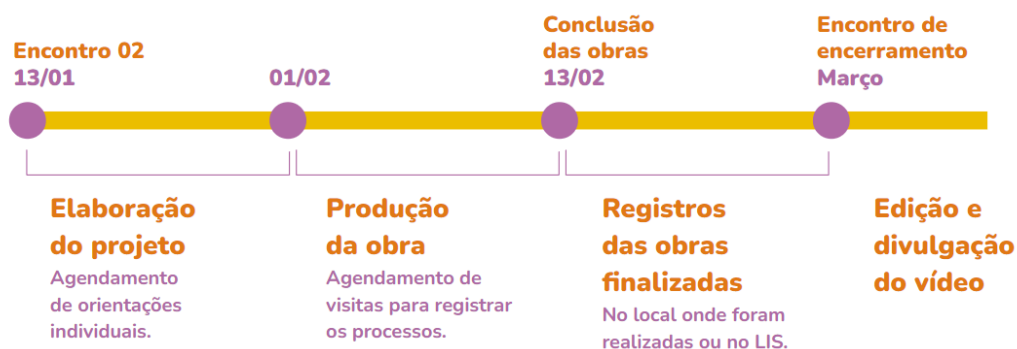 Encontro 02
13/01
01/02
Conclusão
das obras
13/02
Encontro de
encerramento
Março
Elaboração
do projeto
Agendamento
de orientações
individuais.
Produção
da obra
Agendamento de
visitas para registrar
os processos.
Registros
das obras
finalizadas
No local onde foram
realizadas ou no LIS.
Edição e
divulgação
do vídeo